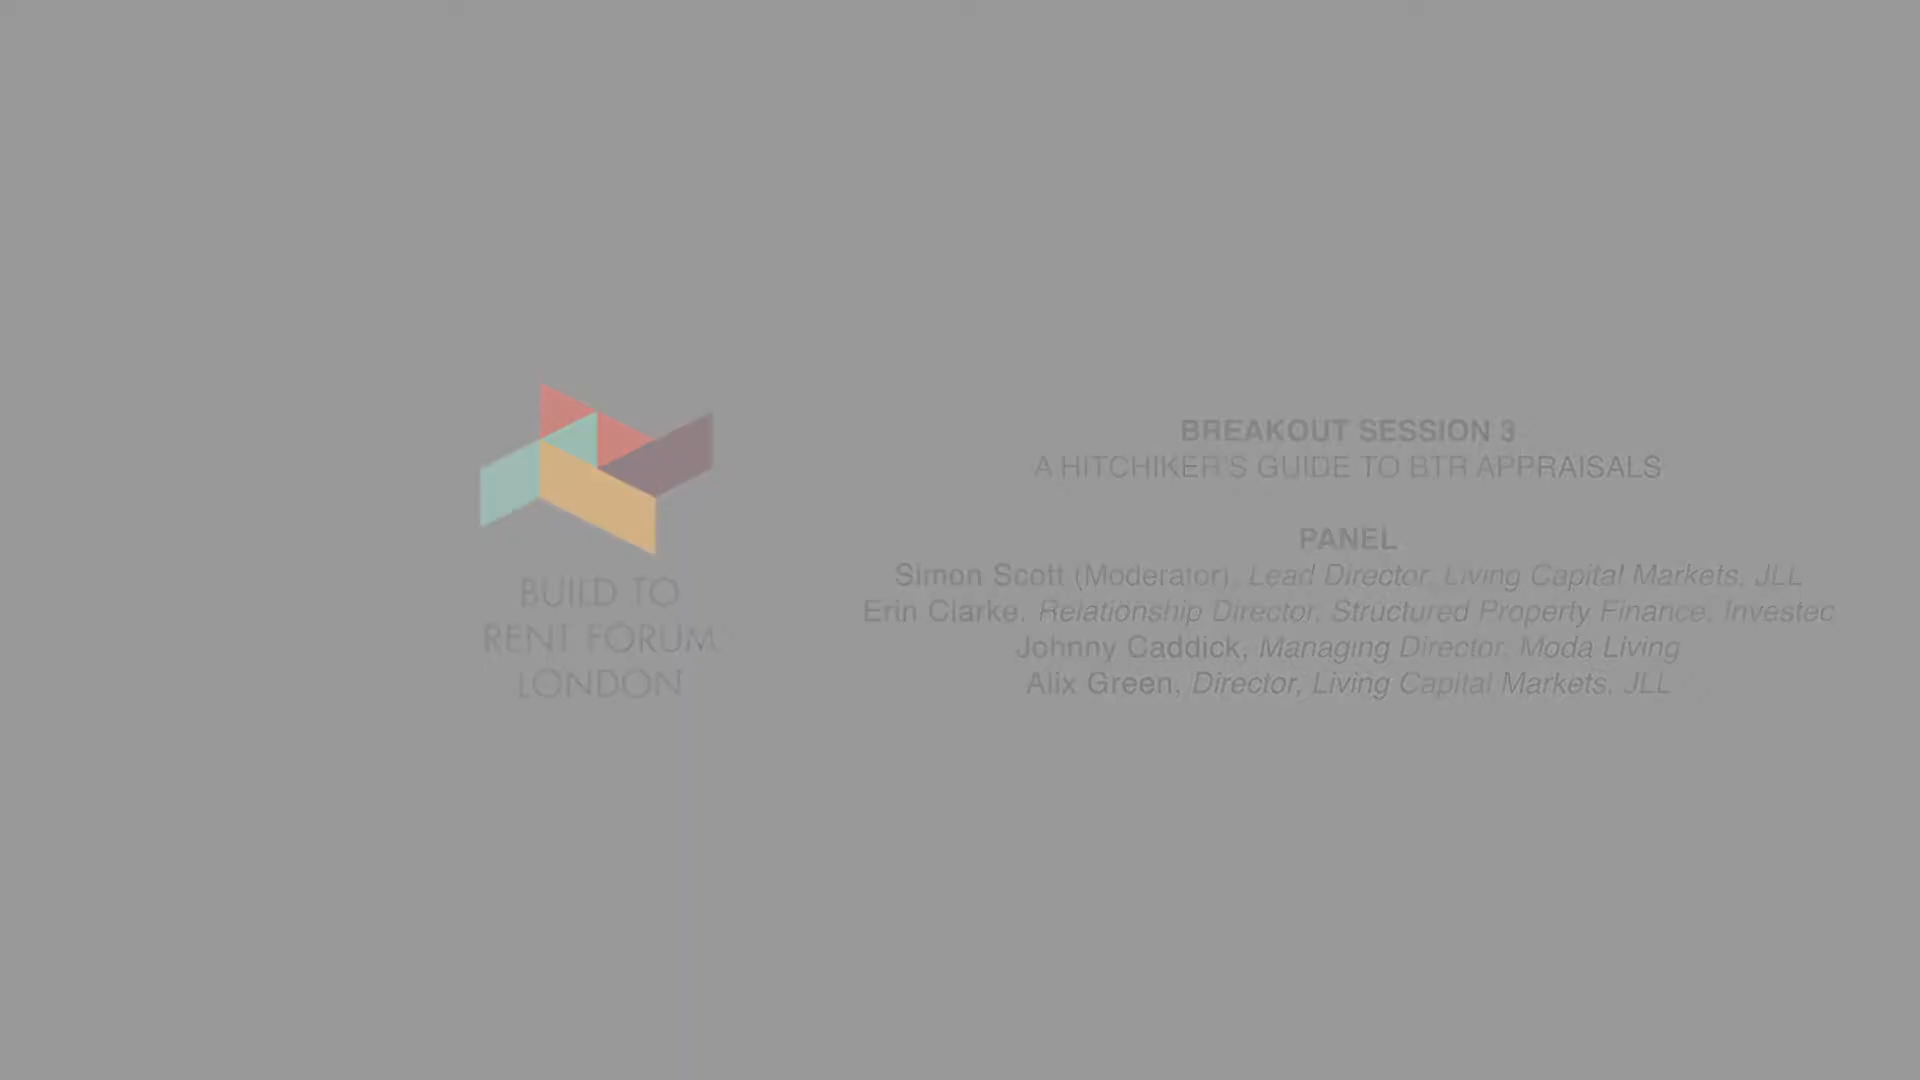 BUILD TO
RENT FORUM
LONDON
BREAKOUT SESSION 3
A HITCHIKER'S GUIDE TO BTR APPRAISALS
PANEL
Simon Scott (Moderator), Lead Director, Living Capital Markets, JLL
Erin Clarke, Relationship Director, Structured Property Finance, Investec
Johnny Caddick, Managing Director, Moda Living
Alix Green, Director, Living Capital Markets, JLL